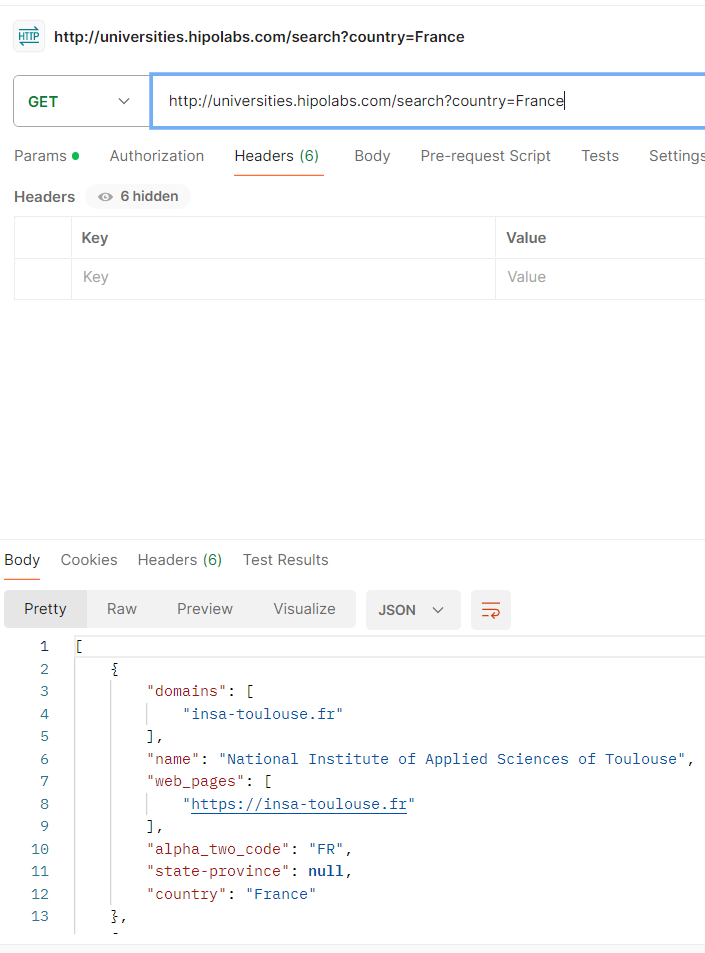 HTTP http://universities.hipolabs.com/search?country=France
GET http://universities.hipolabs.com/search?country=France
Params Authorization Headers (6) Body Pre-request Script Tests Settings
Headers 6 hidden
Key Value
Key Value
Body Cookies Headers (6) Test Results
Pretty Raw Preview Visualize JSON
1 [
2 {
3 "domains": [
4 "insa-toulouse.fr"
5 ],
6 "name": "National Institute of Applied Sciences of Toulouse",
7 "web_pages": [
8 "https://insa-toulouse.fr"
9 ],
10 "alpha_two_code": "FR",
11 "state-province": null,
12 "country": "France"
13 },